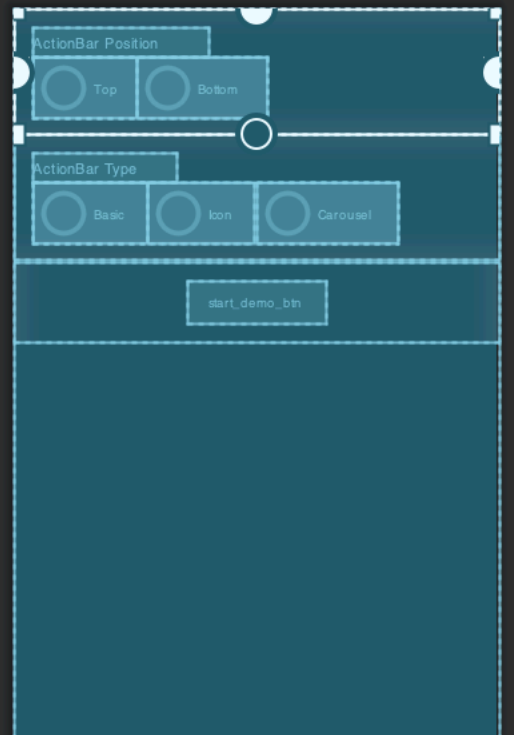 ActionBar Position
Top Bottom
ActionBar Type
Basic Icon Carousel
start_demo_btn